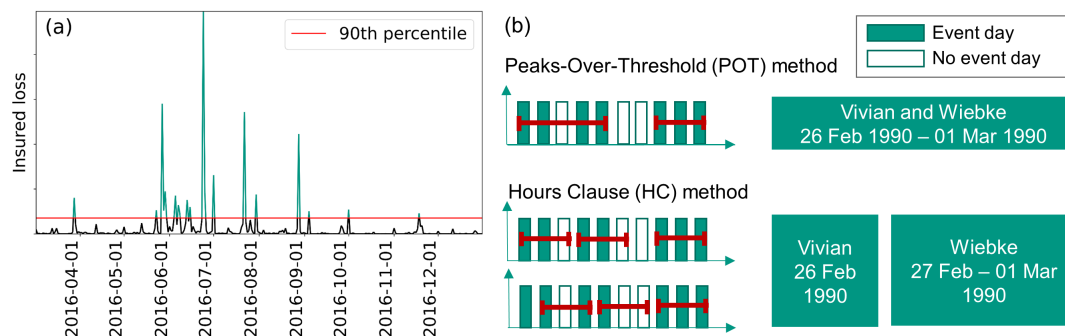 (a)
90th percentile
Insured loss
2016-04-01
2016-05-01
2016-06-01
2016-07-01
2016-08-01
2016-09-01
2016-10-01
2016-11-01
2016-12-01
(b)
Event day
No event day
Peaks-Over-Threshold (POT) method
Vivian and Wiebke
26 Feb 1990 – 01 Mar 1990
Hours Clause (HC) method
Vivian
26 Feb
1990
Wiebke
27 Feb – 01 Mar
1990